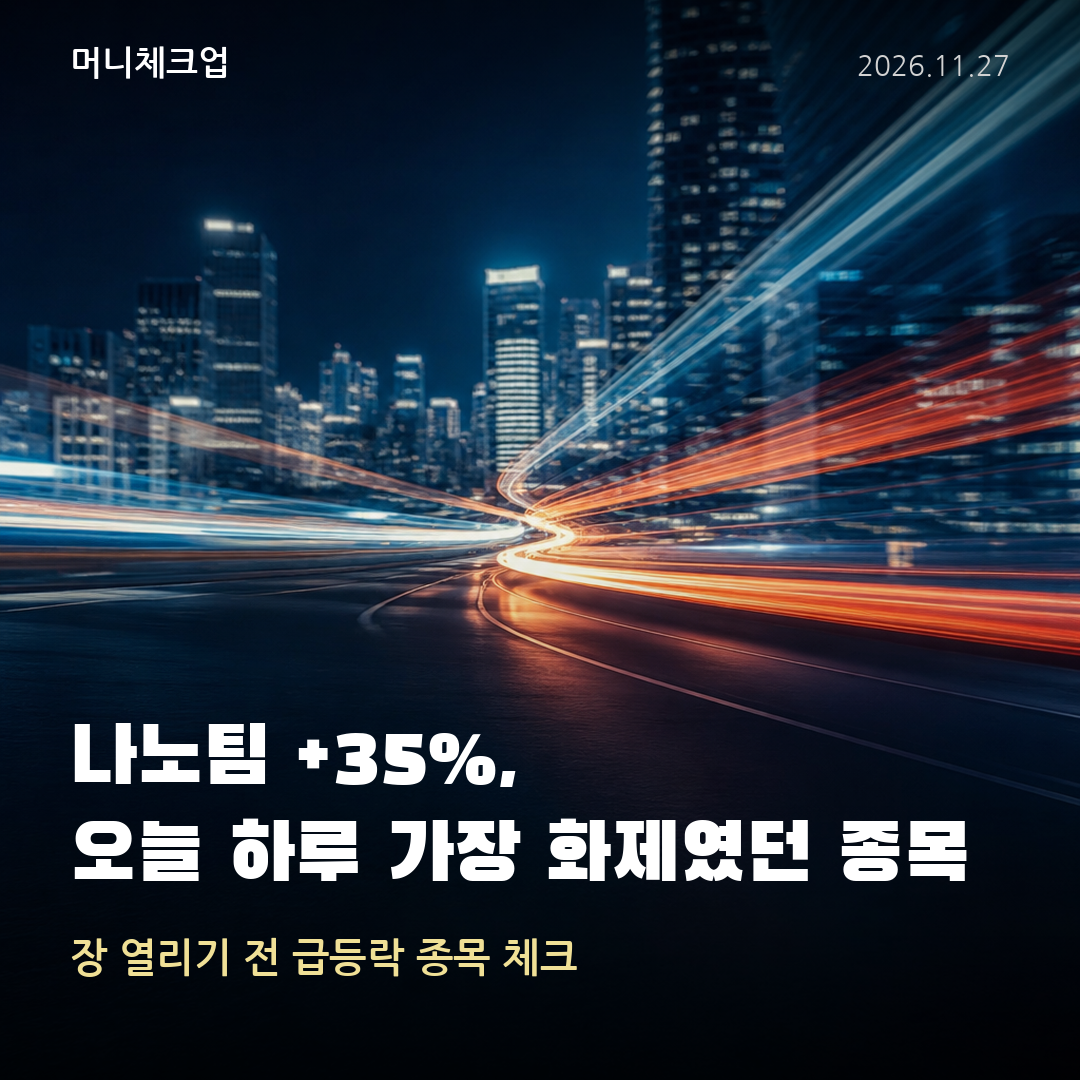 머니체크업
2026.11.27
나노팀 +35%,
오늘 하루 가장 화제였던 종목
장 열리기 전 급등락 종목 체크